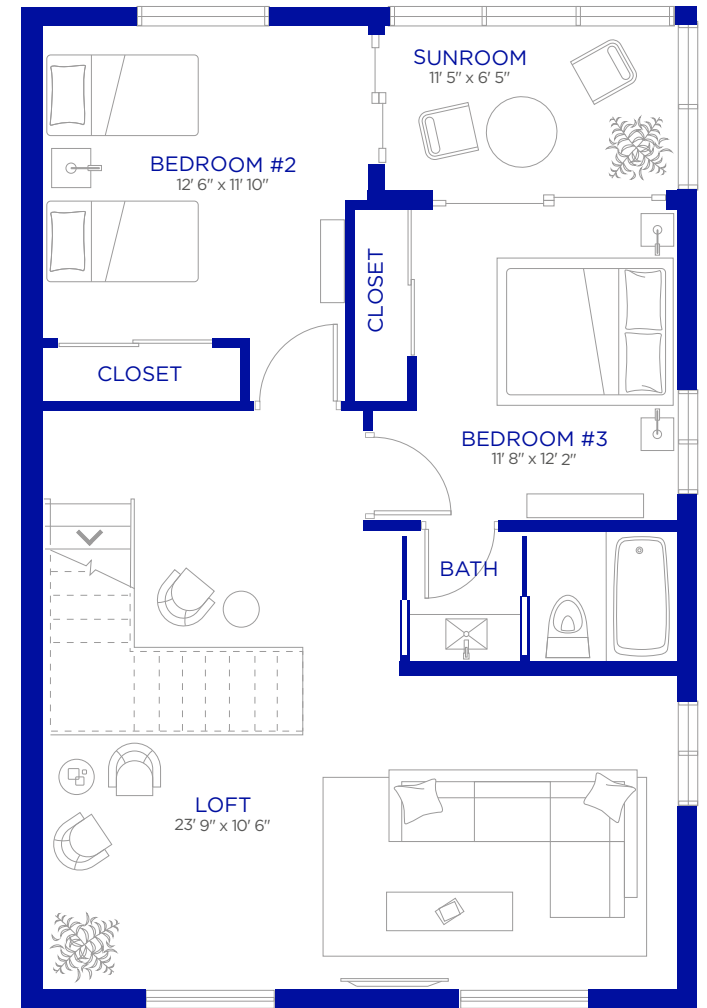 SUNROOM
11' 5" x 6' 5"
BEDROOM #2
12' 6" x 11' 10"
CLOSET
CLOSET
BEDROOM #3
11' 8" x 12' 2"
BATH
LOFT
23' 9" x 10' 6"